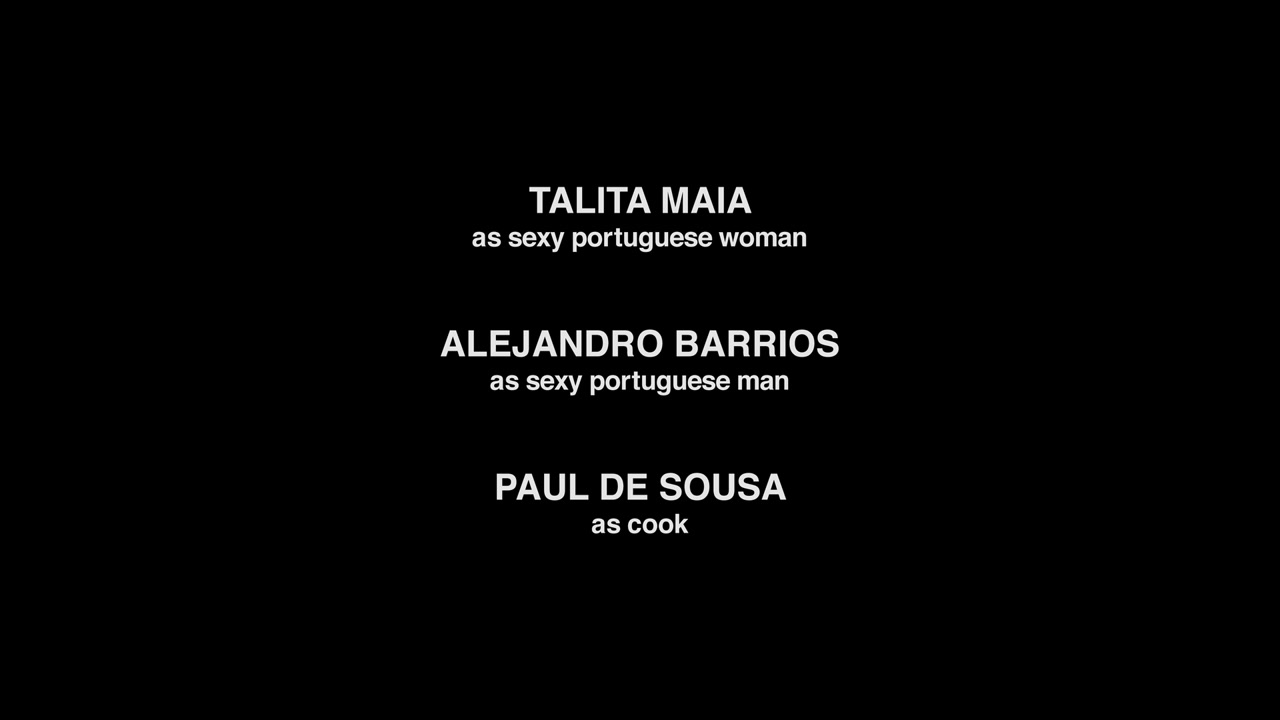 TALITA MAIA
as sexy portuguese woman
ALEJANDRO BARRIOS
as sexy portuguese man
PAUL DE SOUSA
as cook